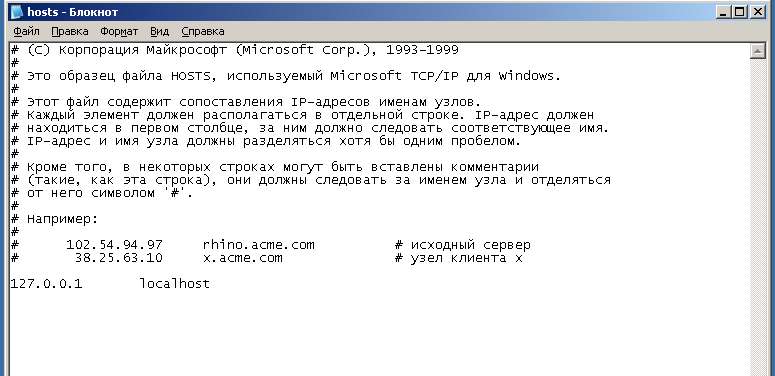 hosts - Блокнот
Файл Правка Формат Вид Справка
# (C) Корпорация Майкрософт (Microsoft Corp.), 1993-1999
#
# Это образец файла HOSTS, используемый Microsoft TCP/IP для Windows.
#
# Этот файл содержит сопоставления IP-адресов именам узлов.
# Каждый элемент должен располагаться в отдельной строке. IP-адрес должен
# находиться в первом столбце, за ним должно следовать соответствующее имя.
# IP-адрес и имя узла должны разделяться хотя бы одним пробелом.
#
# Кроме того, в некоторых строках могут быть вставлены комментарии
# (такие, как эта строка), они должны следовать за именем узла и отделяться
# от него символом '#'.
#
# Например:
#
#      102.54.94.97     rhino.acme.com          # исходный сервер
#       38.25.63.10     x.acme.com              # узел клиента x

127.0.0.1       localhost